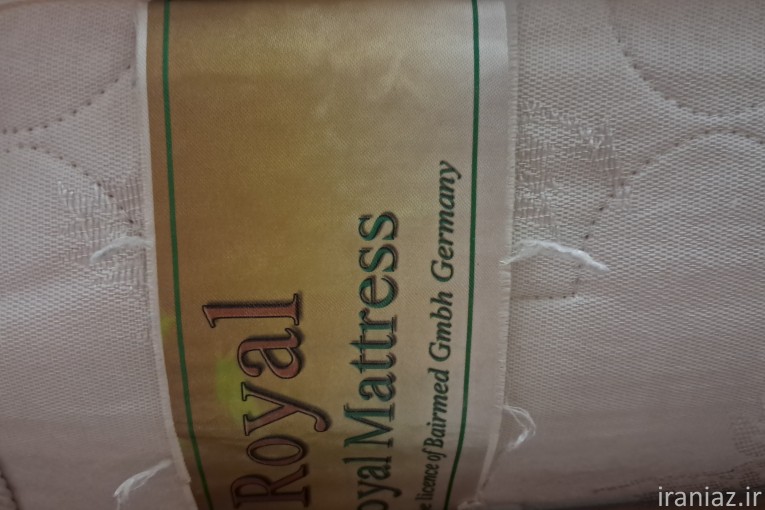 Royal
oyal Mattress
e licence of Bairmed Gmbh Germany
iraniaz.ir